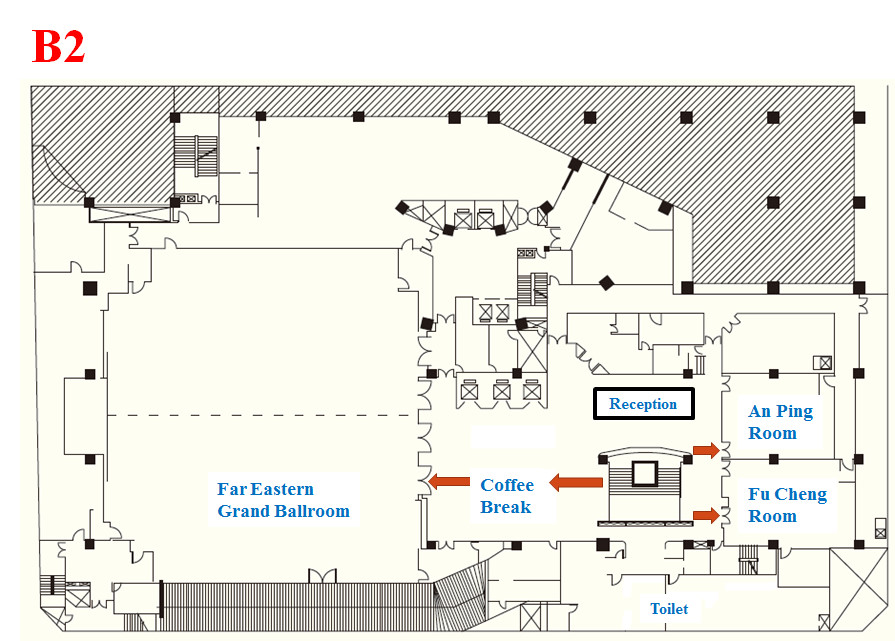 B2
Reception
An Ping
Room
Far Eastern
Grand Ballroom
Coffee
Break
Fu Cheng
Room
Toilet